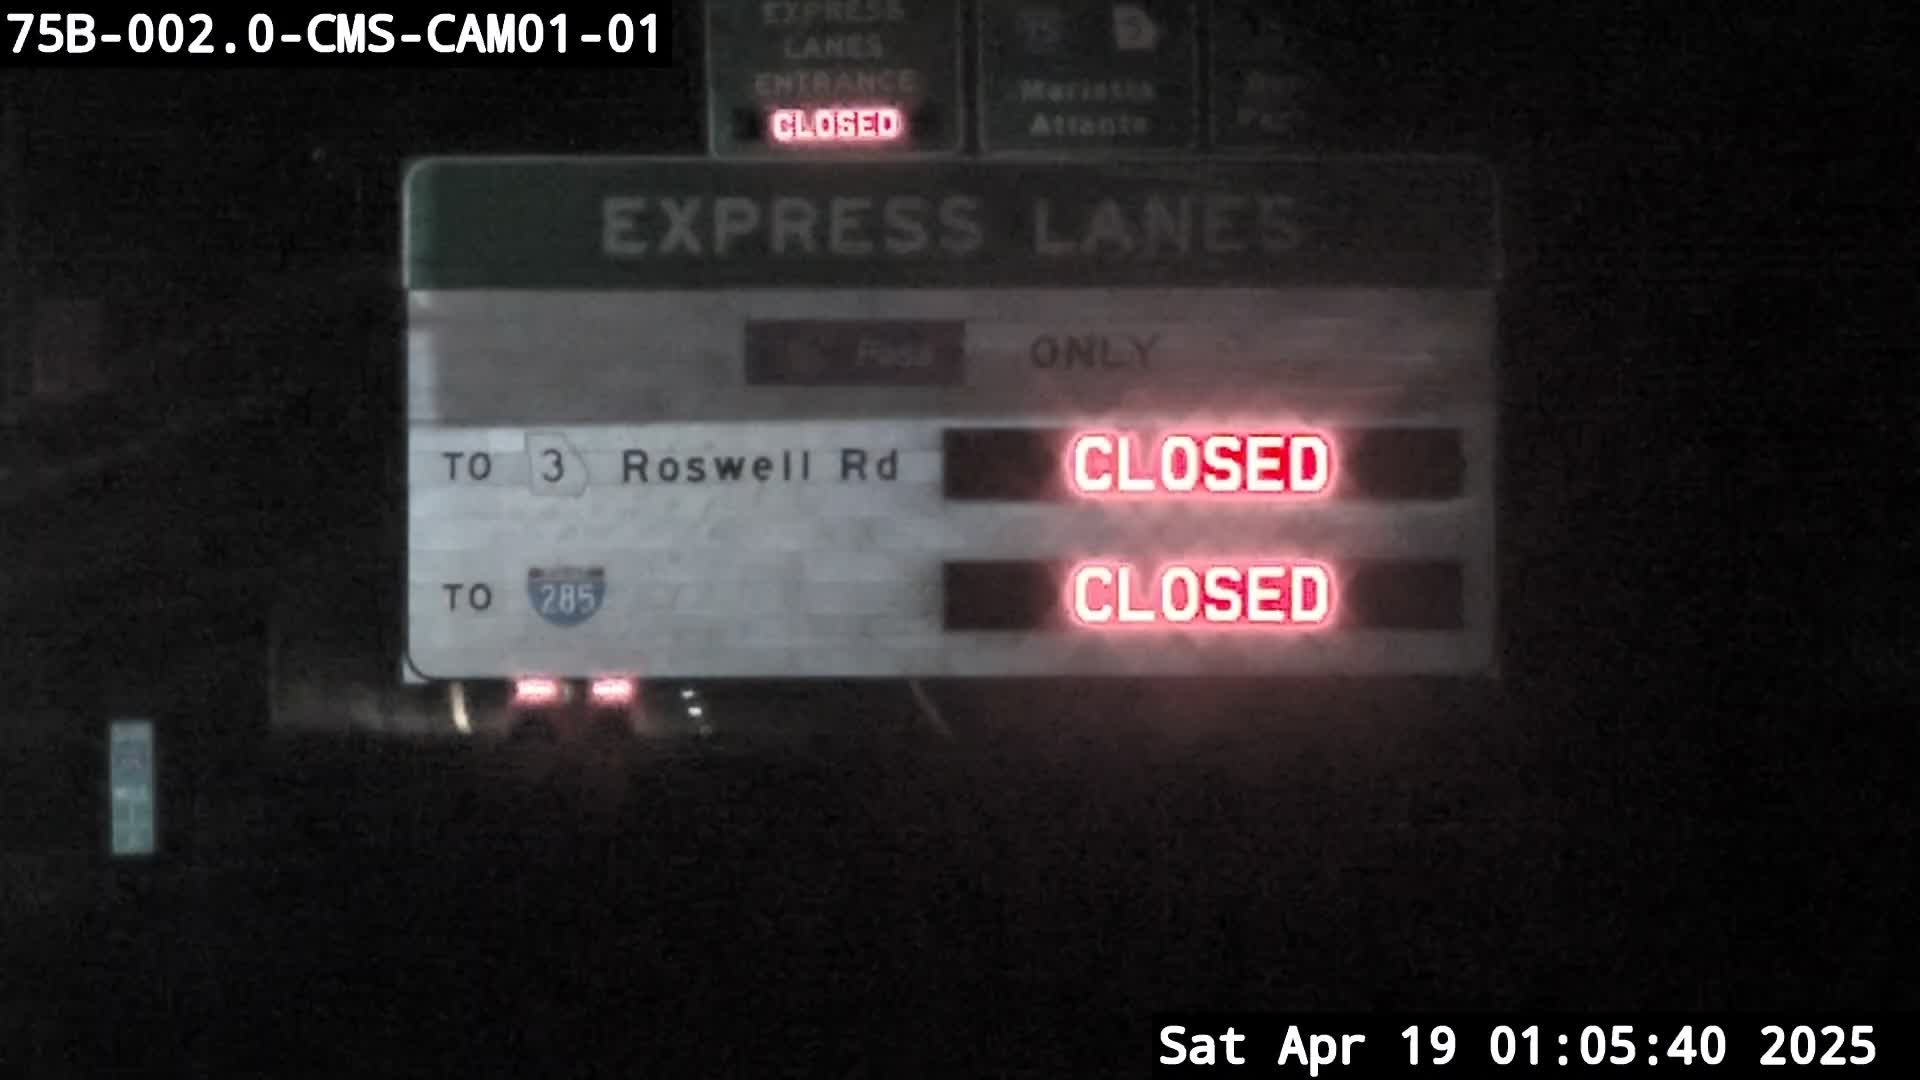 75B-002.0-CMS-CAM01-01
EXPRESS
LANES
ENTRANCE
CLOSED
Marietta
Atlanta
EXPRESS LANES
Pass ONLY
TO 3 Roswell Rd CLOSED
TO 285 CLOSED
Sat Apr 19 01:05:40 2025